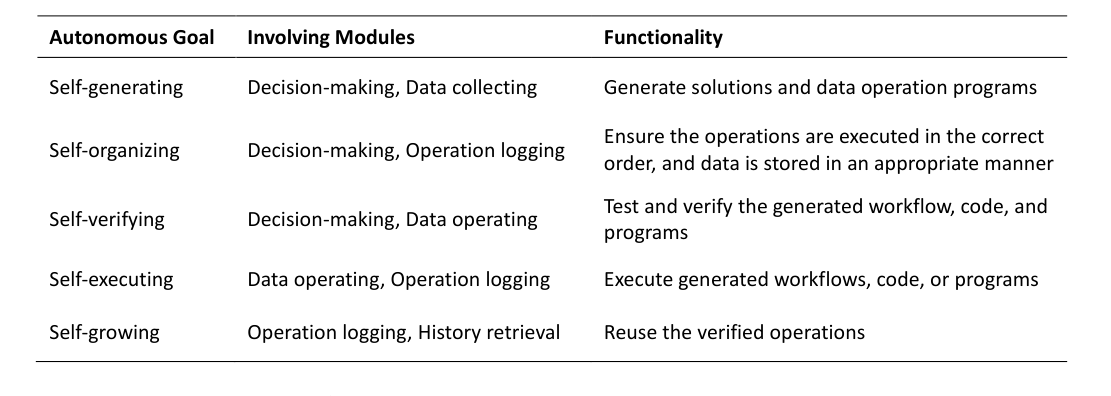 Autonomous Goal Involving Modules Functionality
Self-generating Decision-making, Data collecting Generate solutions and data operation programs
Self-organizing Decision-making, Operation logging Ensure the operations are executed in the correct
order, and data is stored in an appropriate manner
Self-verifying Decision-making, Data operating Test and verify the generated workflow, code, and
programs
Self-executing Data operating, Operation logging Execute generated workflows, code, or programs
Self-growing Operation logging, History retrieval Reuse the verified operations